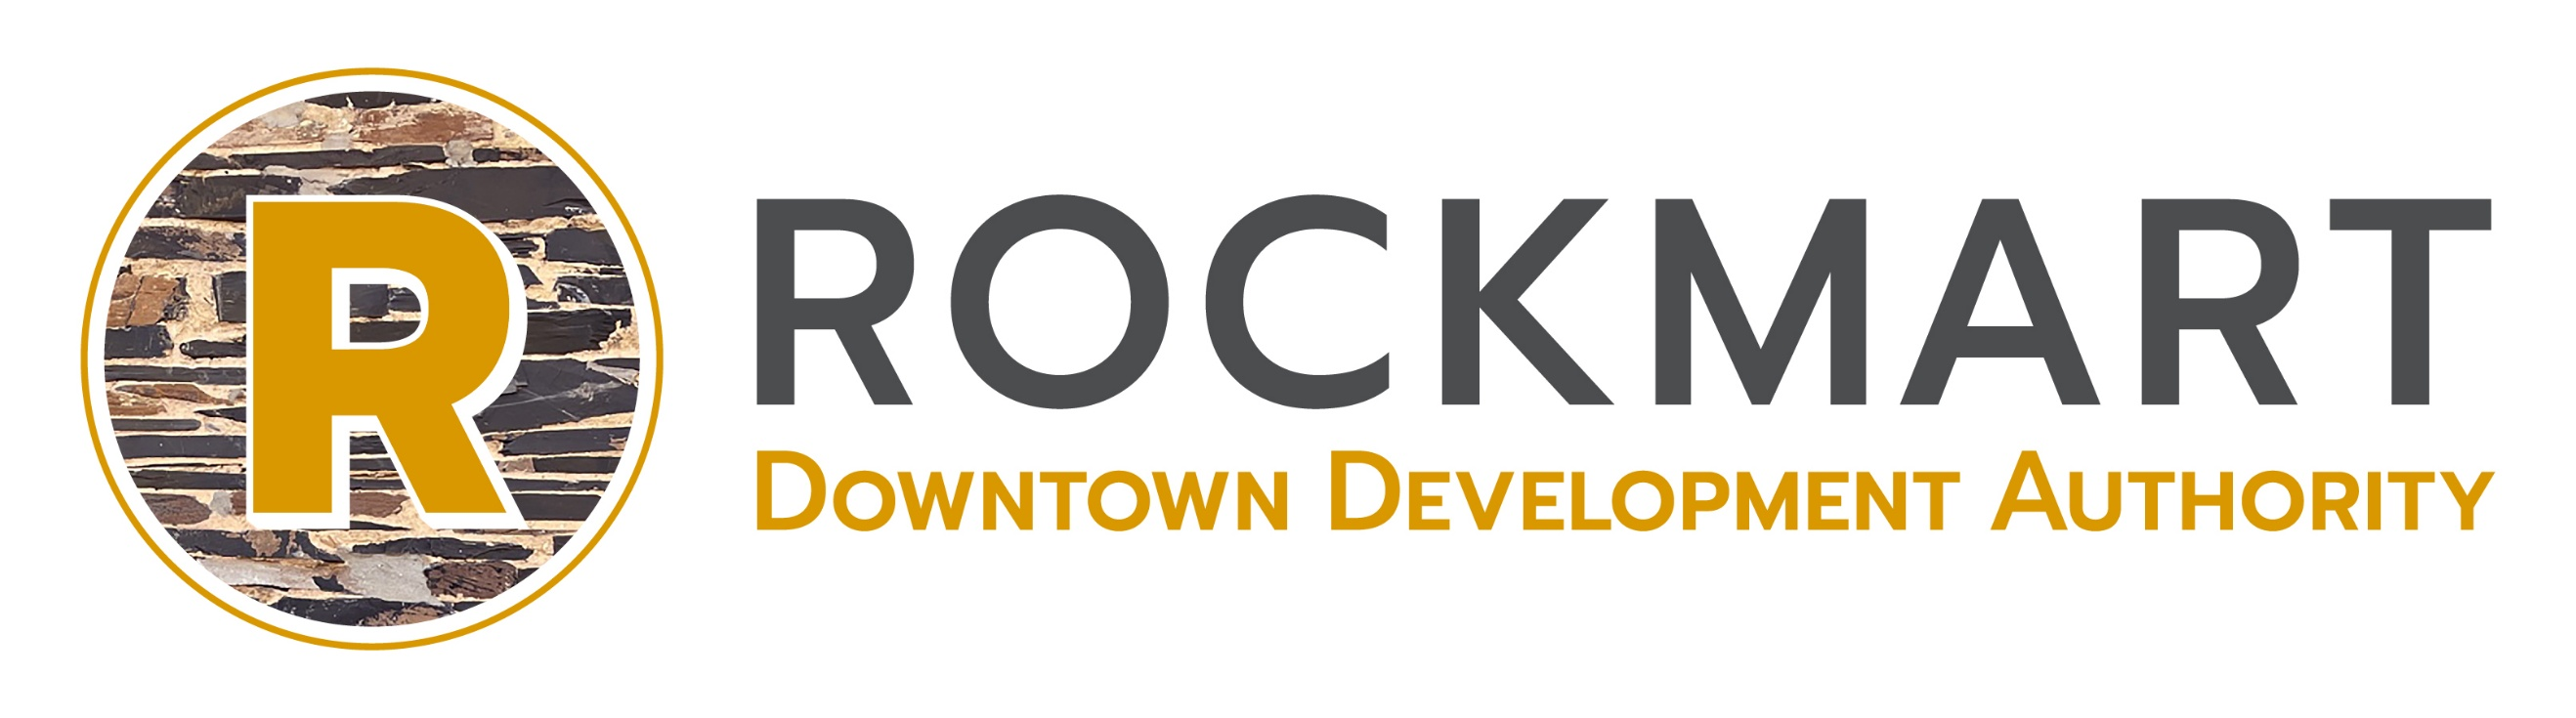 R
ROCKMART
DOWNTOWN DEVELOPMENT AUTHORITY